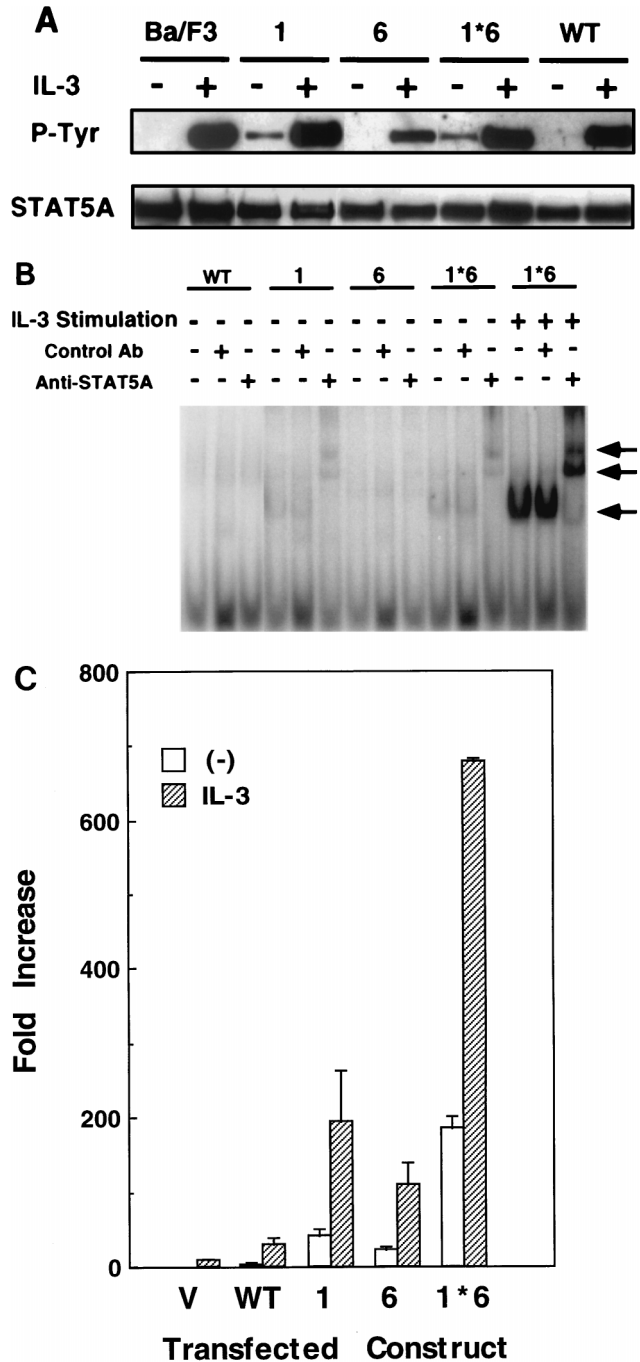 A
Ba/F3 1 6 1*6 WT
IL-3 - + - + - + - + - +
P-Tyr
STAT5A
B
WT 1 6 1*6 1*6
IL-3 Stimulation - - - - - - - - - - - - + + +
Control Ab - + - - + - - + - - + - - + -
Anti-STAT5A - - + - - + - - + - - + - - +
C
800
(-)
IL-3
600
400
200
0
Fold Increase
V WT 1 6 1*6
Transfected Construct